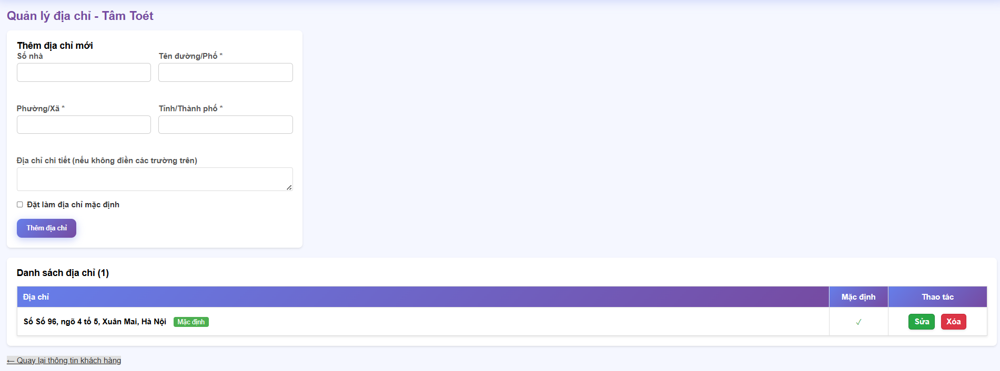 Quản lý địa chỉ - Tâm Toét
Thêm địa chỉ mới
Số nhà
Tên đường/Phố *
Phường/Xã *
Tỉnh/Thành phố *
Địa chỉ chi tiết (nếu không điền các trường trên)
Đặt làm địa chỉ mặc định
Thêm địa chỉ
Danh sách địa chỉ (1)
Địa chỉ Mặc định Thao tác
Số Số 96, ngõ 4 tổ 5, Xuân Mai, Hà Nội Mặc định ✓ Sửa Xóa
← Quay lại thông tin khách hàng